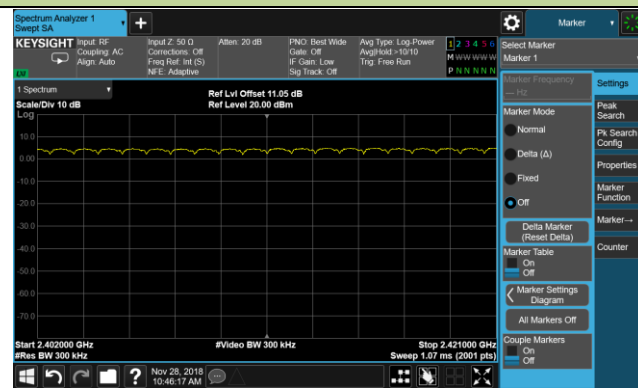 Spectrum Analyzer 1
Swept SA
+
Marker
KEYSIGHT
Input: RF
Coupling: AC
Align: Auto
Input Z: 50 Ω
Corrections: Off
Freq Ref: Int (S)
NFE: Adaptive
Atten: 20 dB
PNO: Best Wide
Gate: Off
IF Gain: Low
Sig Track: Off
Avg Type: Log-Power
Avg|Hold >10/10
Trig: Free Run
1 2 3 4 5 6
M W W W W W
P N N N N N
LXI
1 Spectrum
Scale/Div 10 dB
Log
Ref Lvl Offset 11.05 dB
Ref Level 20.00 dBm
10.0
0.00
-10.0
-20.0
-30.0
-40.0
-50.0
-60.0
-70.0
Start 2.402000 GHz
#Res BW 300 kHz
#Video BW 300 kHz
Stop 2.421000 GHz
Sweep 1.07 ms (2001 pts)
Select Marker
Marker 1
Marker Frequency
--- Hz
Marker Mode
Normal
Delta (Δ)
Fixed
Off
Delta Marker
(Reset Delta)
Marker Table
On
Off
Marker Settings
Diagram
All Markers Off
Couple Markers
On
Off
Settings
Peak
Search
Pk Search
Config
Properties
Marker
Function
Marker→
Counter
?
Nov 28, 2018
10:46:17 AM